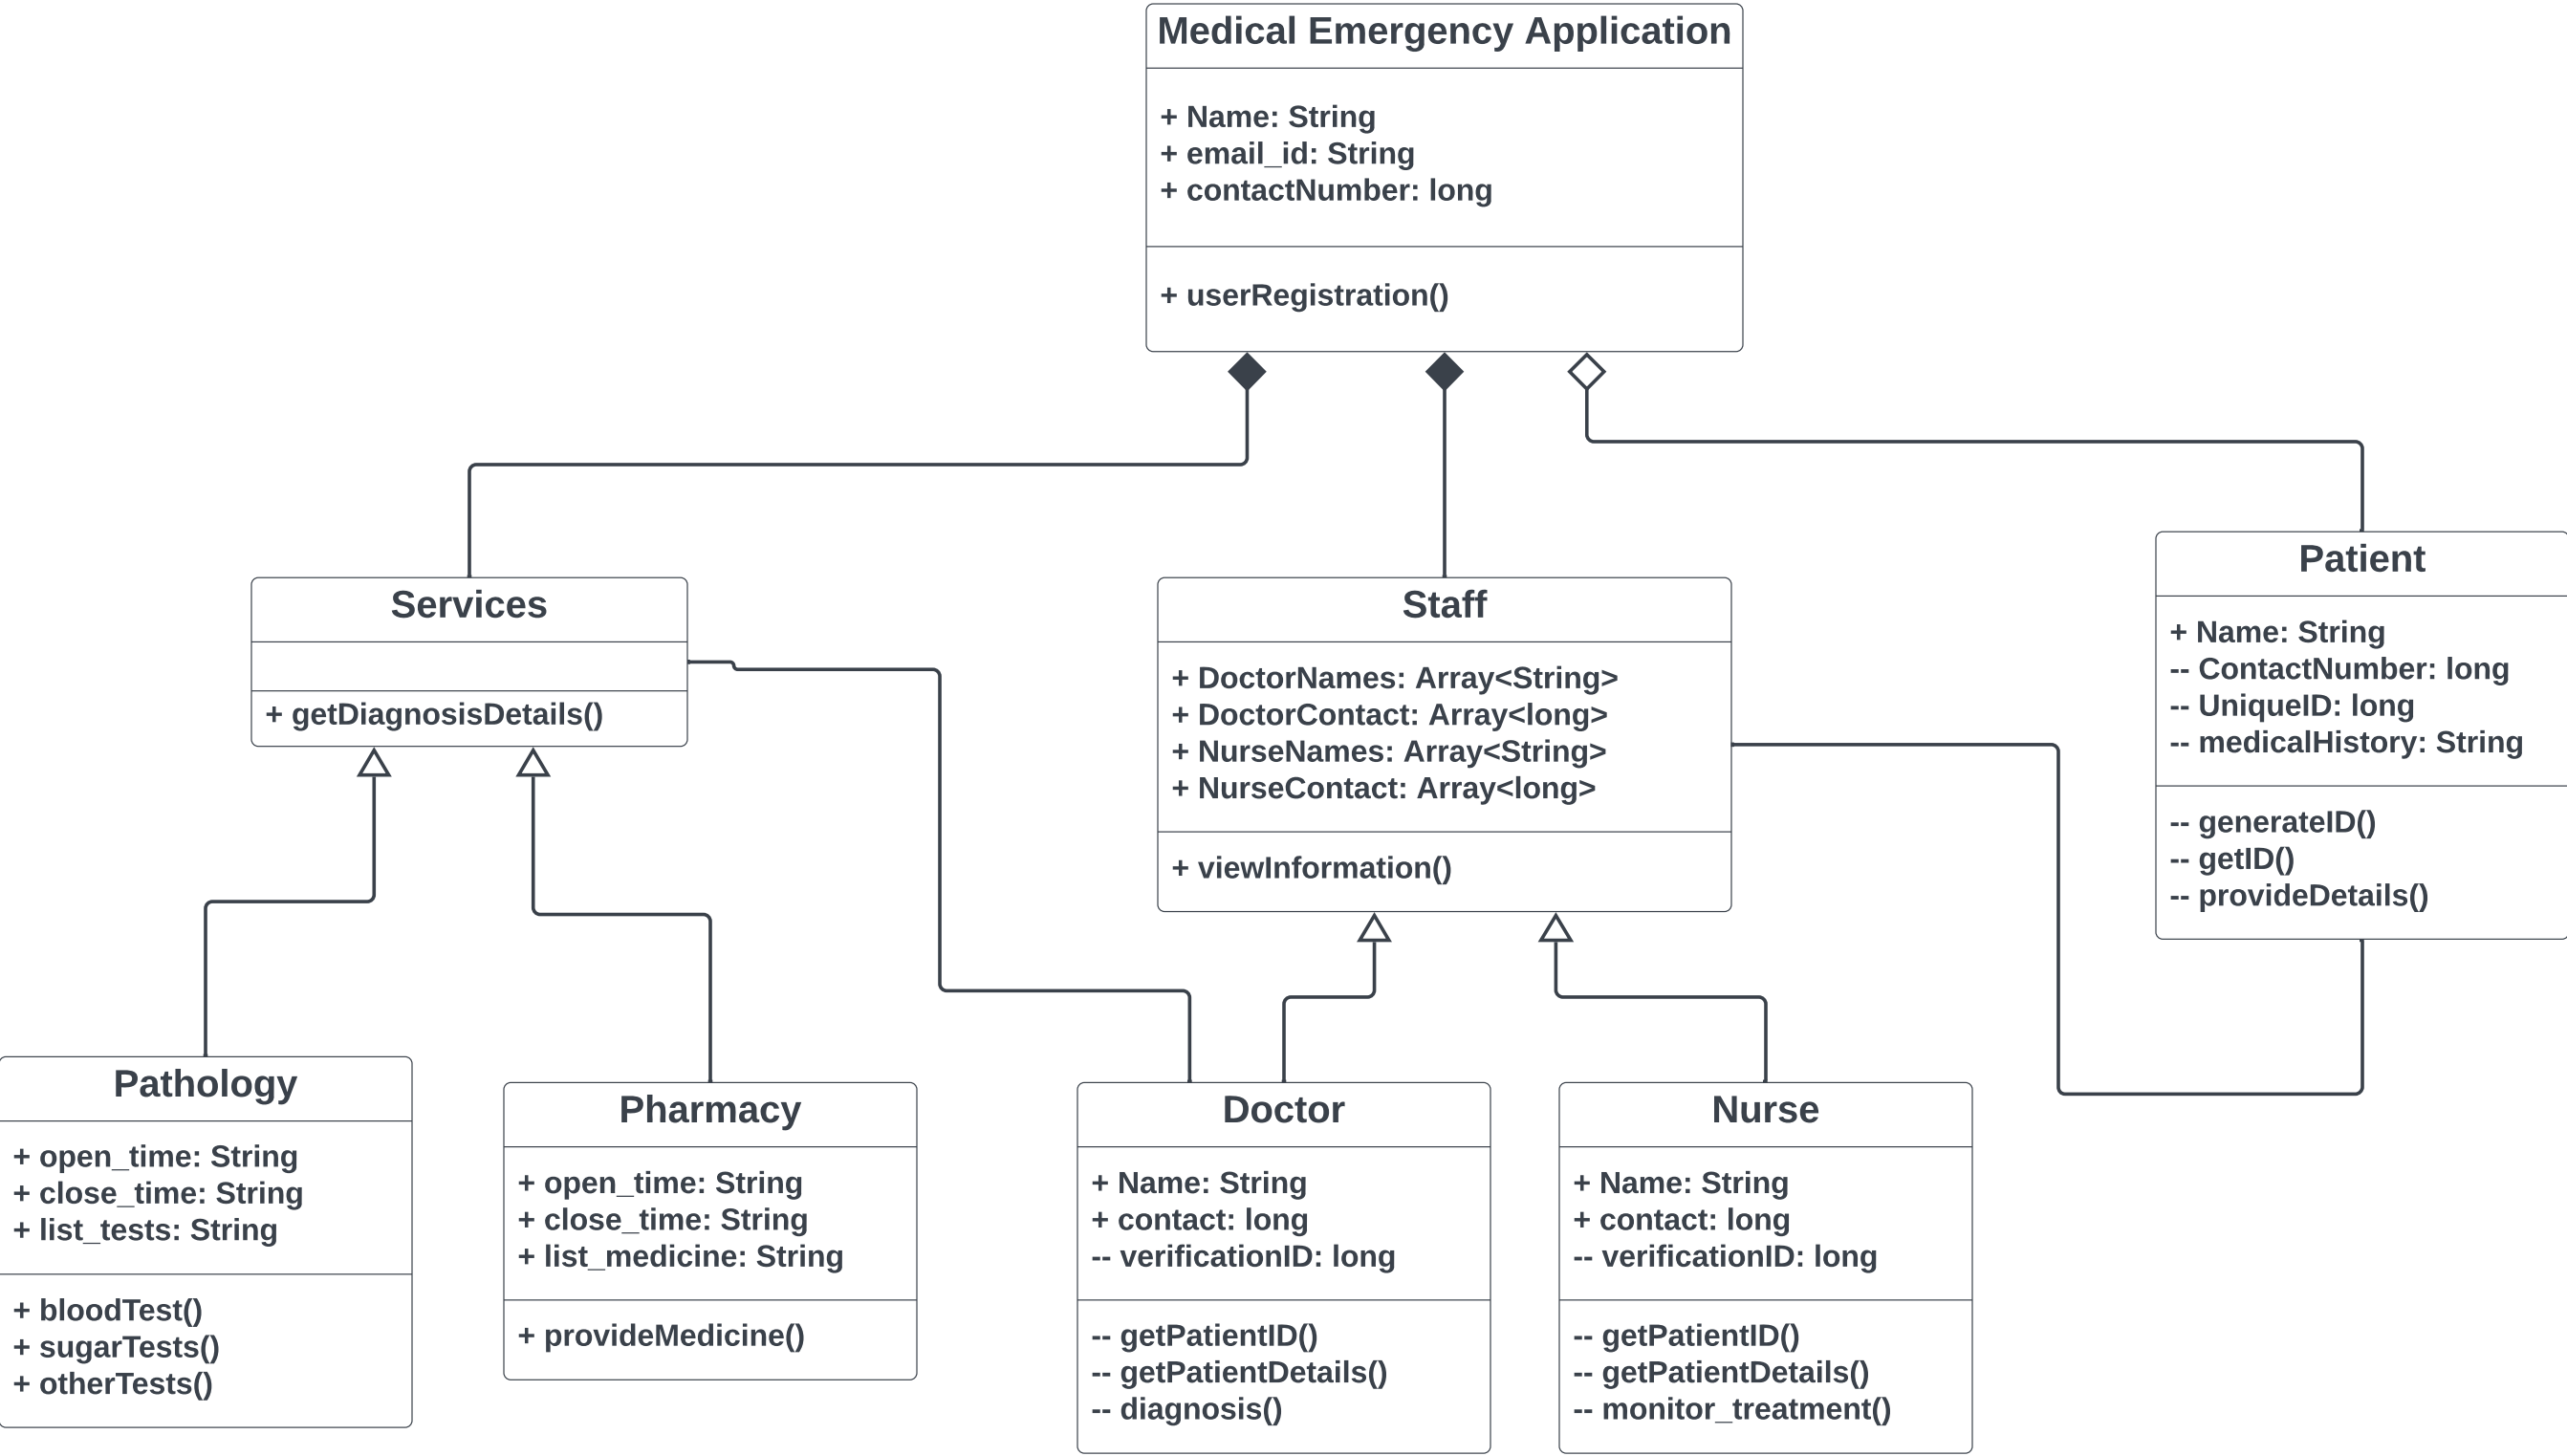 Medical Emergency Application
+ Name: String
+ email_id: String
+ contactNumber: long
+ userRegistration()
Services
+ getDiagnosisDetails()
Staff
+ DoctorNames: Array<String>
+ DoctorContact: Array<long>
+ NurseNames: Array<String>
+ NurseContact: Array<long>
+ viewInformation()
Patient
+ Name: String
-- ContactNumber: long
-- UniqueID: long
-- medicalHistory: String
-- generateID()
-- getID()
-- provideDetails()
Pathology
+ open_time: String
+ close_time: String
+ list_tests: String
+ bloodTest()
+ sugarTests()
+ otherTests()
Pharmacy
+ open_time: String
+ close_time: String
+ list_medicine: String
+ provideMedicine()
Doctor
+ Name: String
+ contact: long
-- verificationID: long
-- getPatientID()
-- getPatientDetails()
-- diagnosis()
Nurse
+ Name: String
+ contact: long
-- verificationID: long
-- getPatientID()
-- getPatientDetails()
-- monitor_treatment()